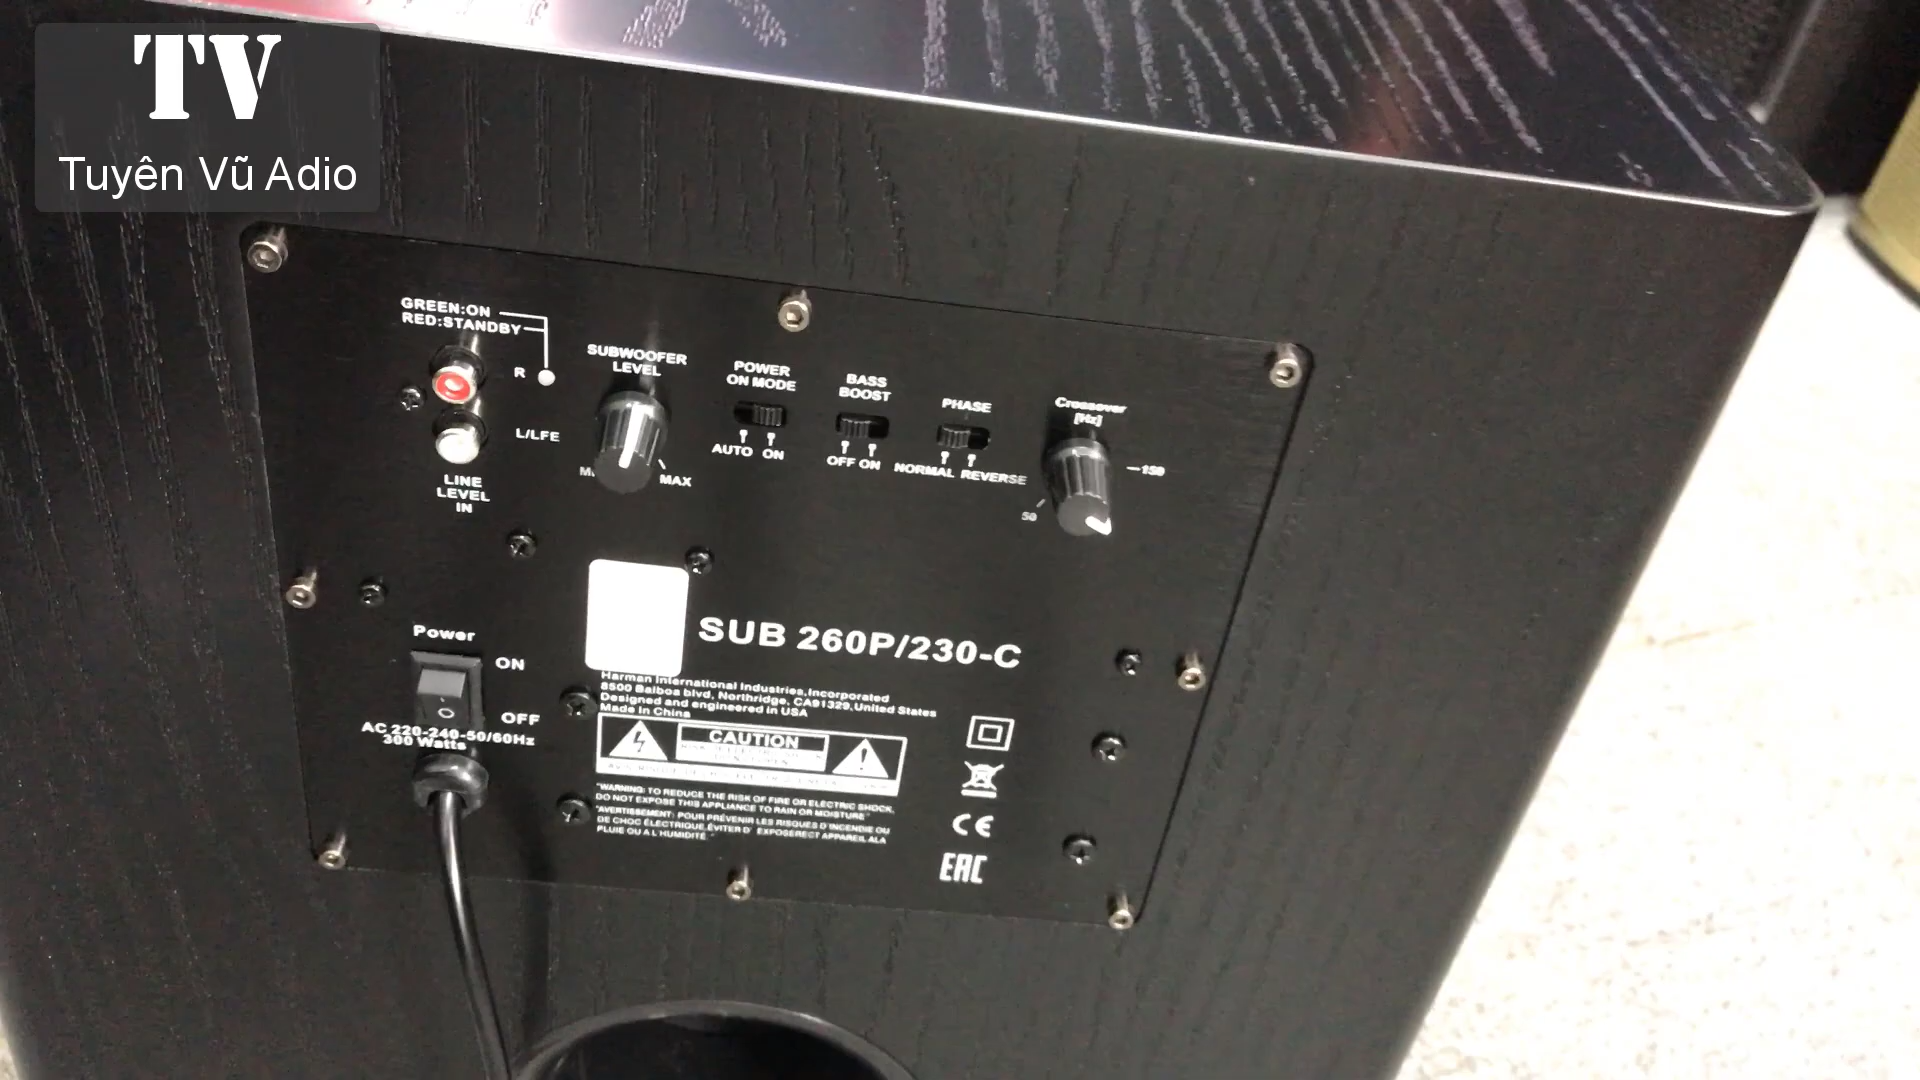 TV
Tuyên Vũ Adio
GREEN:ON
RED:STANDBY
R
L/LFE
LINE
LEVEL
IN
SUBWOOFER
LEVEL
MAX
POWER
ON MODE
AUTO ON
BASS
BOOST
OFF ON
PHASE
NORMAL REVERSE
Crossover
[Hz]
50
150
Power
ON
OFF
AC 220-240-50/60Hz
300 Watts
SUB 260P/230-C
Harman International Industries,Incorporated
8500 Balboa blvd, Northridge, CA91329,United States
Designed and engineered in USA
Made In China
CAUTION
"WARNING: TO REDUCE THE RISK OF FIRE OR ELECTRIC SHOCK,
DO NOT EXPOSE THIS APPLIANCE TO RAIN OR MOISTURE"
"AVERTISSEMENT: POUR PRÉVENIR LES RISQUES D'INCENDIE OU
DE CHOC ÉLECTRIQUE,ÉVITER D' EXPOSERECT APPAREIL ALA
PLUIE OU A L HUMIDITÉ "
CE
EAC